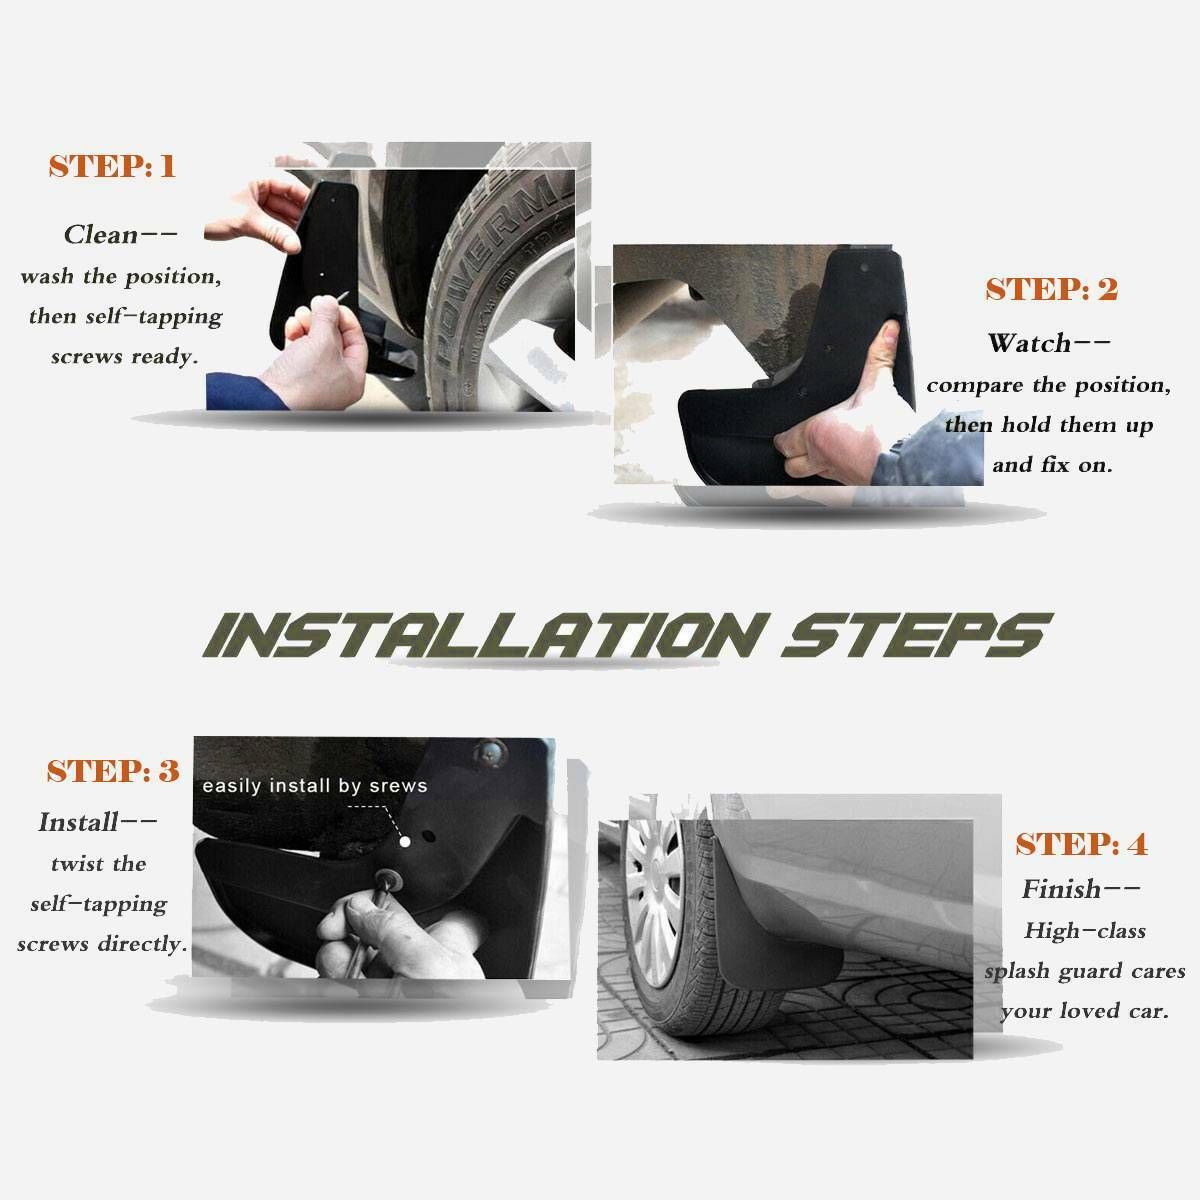 STEP: 1
Clean--
wash the position,
then self-tapping
screws ready.
POWERMA
STEP: 2
Watch--
compare the position,
then hold them up
and fix on.
INSTALLATION STEPS
STEP: 3
Install--
twist the
self-tapping
screws directly.
easily install by srews
STEP: 4
Finish--
High-class
splash guard cares
your loved car.